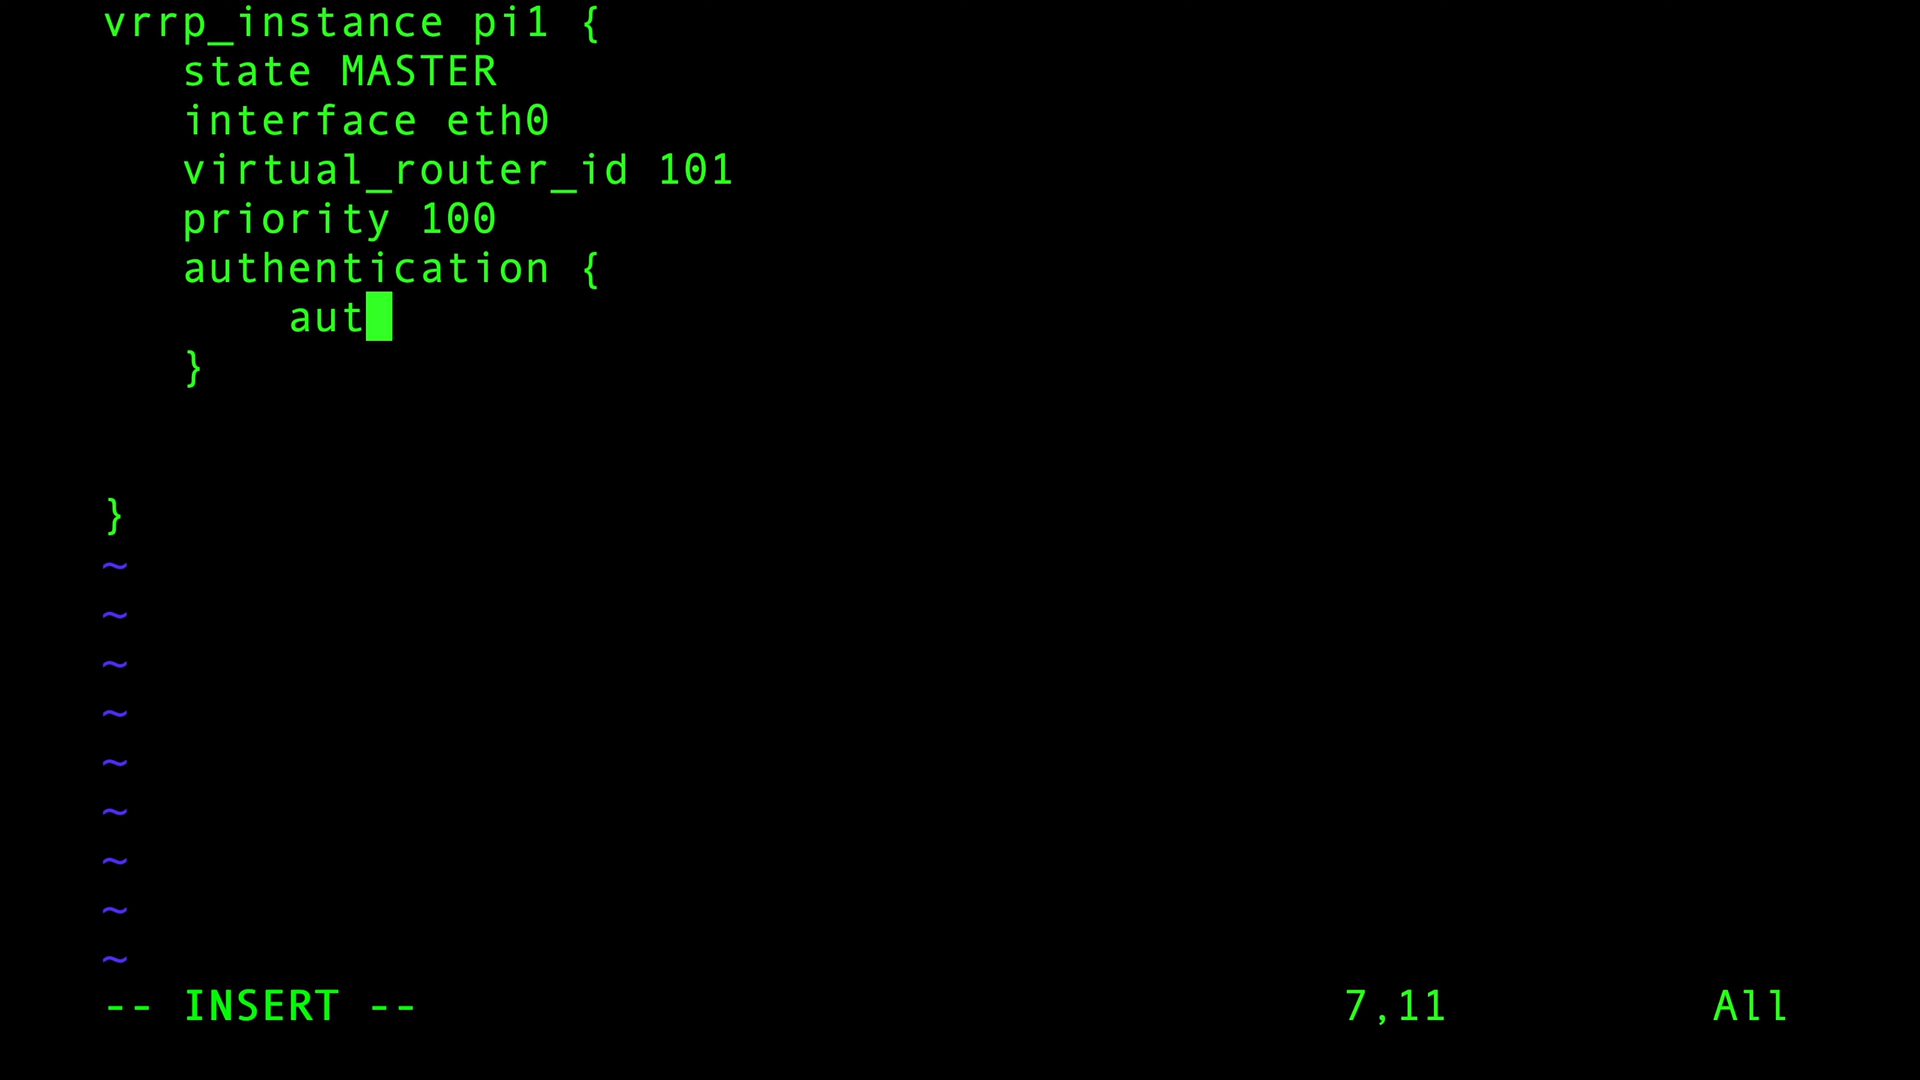 vrrp_instance pi1 {
   state MASTER
   interface eth0
   virtual_router_id 101
   priority 100
   authentication {
       aut
   }
}
~
~
~
~
~
~
~
~
~
-- INSERT -- 7,11 All